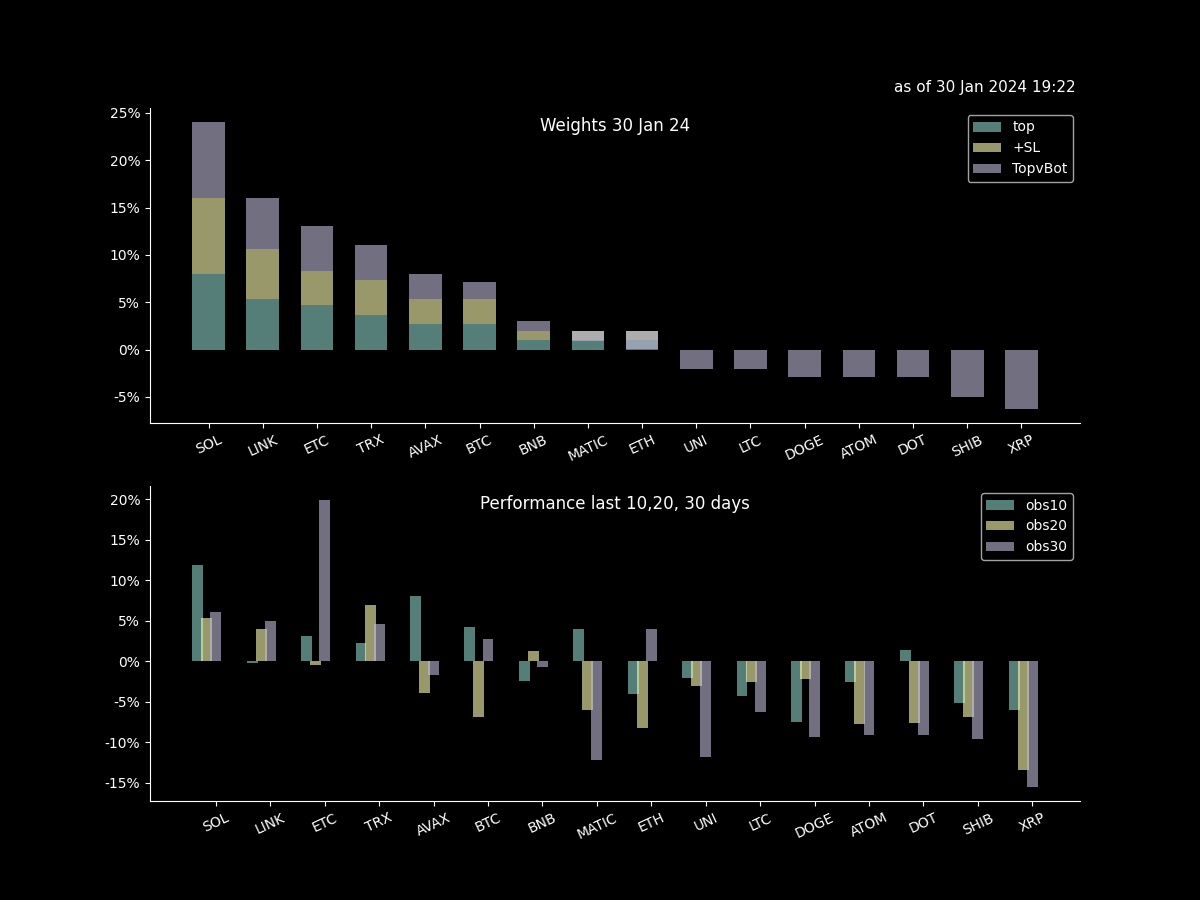 as of 30 Jan 2024 19:22
Weights 30 Jan 24
top
+SL
TopvBot
25%
20%
15%
10%
5%
0%
-5%
SOL LINK ETC TRX AVAX BTC BNB MATIC ETH UNI LTC DOGE ATOM DOT SHIB XRP
Performance last 10,20, 30 days
obs10
obs20
obs30
20%
15%
10%
5%
0%
-5%
-10%
-15%
SOL LINK ETC TRX AVAX BTC BNB MATIC ETH UNI LTC DOGE ATOM DOT SHIB XRP